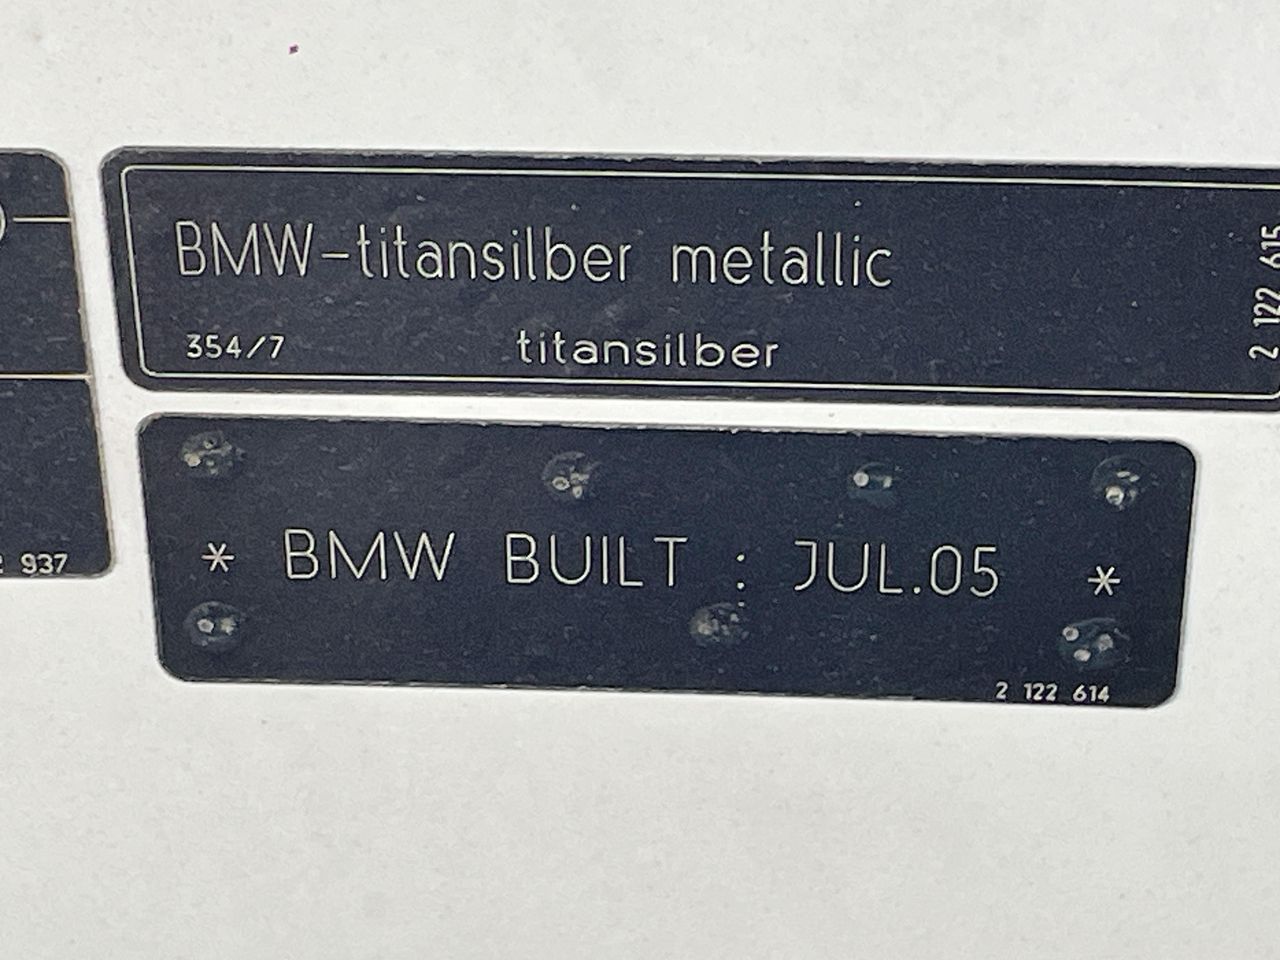 BMW-titansilber metallic
354/7 titansilber
2 122 615
* BMW BUILT : JUL.05 *
2 122 614
937